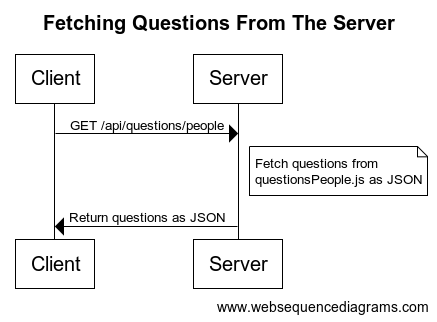 Fetching Questions From The Server
Client
Server
GET /api/questions/people
Fetch questions from
questionsPeople.js as JSON
Return questions as JSON
Client
Server
www.websequencediagrams.com